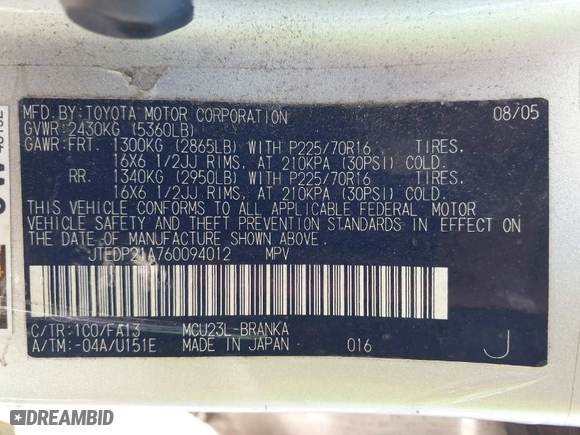 MFD.BY:TOYOTA MOTOR CORPORATION 08/05
GVWR:2430KG (5360LB)
GAWR:FRT. 1300KG (2865LB) WITH P225/70R16 TIRES.
16X6 1/2JJ RIMS, AT 210KPA (30PSI) COLD.
RR. 1340KG (2950LB) WITH P225/70R16 TIRES.
16X6 1/2JJ RIMS, AT 210KPA (30PSI) COLD.
THIS VEHICLE CONFORMS TO ALL APPLICABLE FEDERAL MOTOR
VEHICLE SAFETY AND THEFT PREVENTION STANDARDS IN EFFECT
ON THE DATE OF MANUFACTURE SHOWN ABOVE.
JTEDP21A760094012 MPV
C/TR:1C0/FA13 MCU23L-BRANKA
A/TM:-04A/U151E MADE IN JAPAN 016 J
DREAMBID